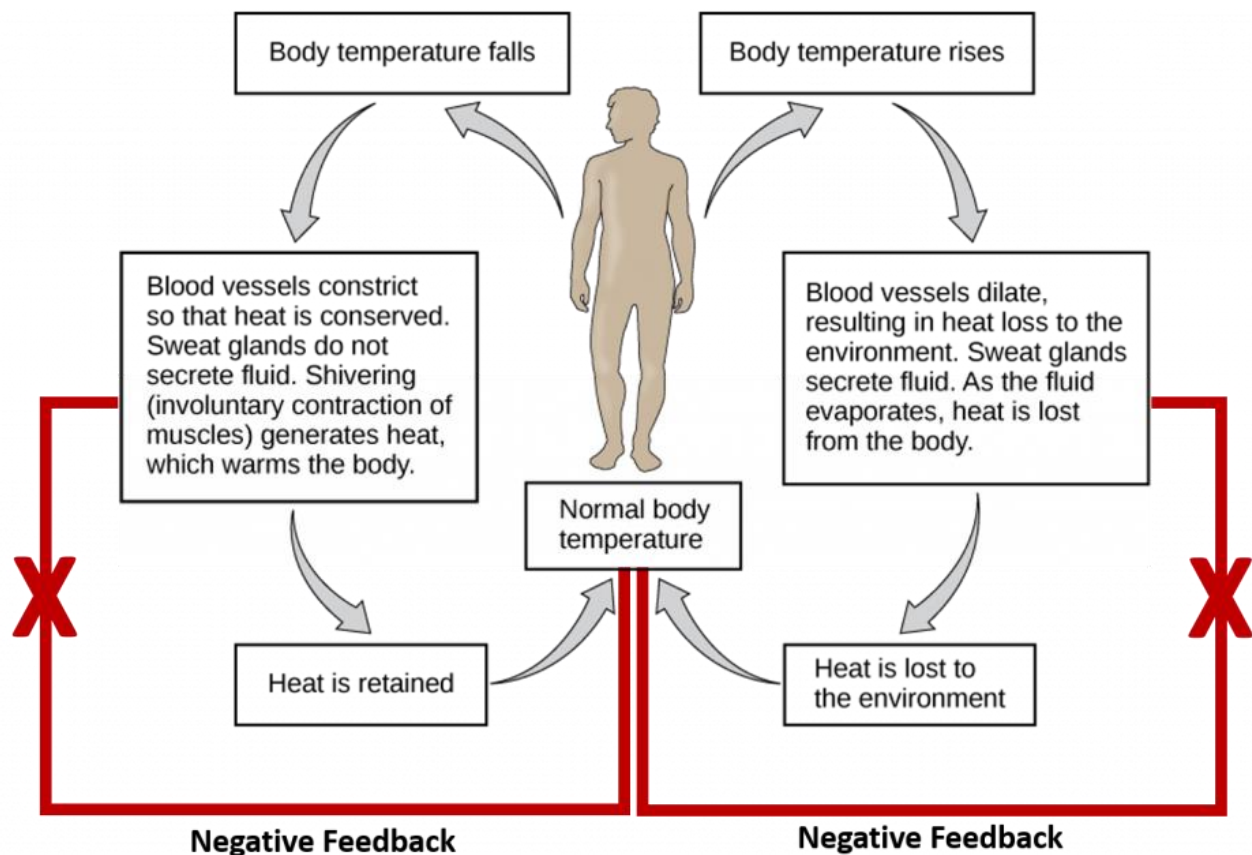 Body temperature falls
Body temperature rises
Blood vessels constrict
so that heat is conserved.
Sweat glands do not
secrete fluid. Shivering
(involuntary contraction of
muscles) generates heat,
which warms the body.
Blood vessels dilate,
resulting in heat loss to the
environment. Sweat glands
secrete fluid. As the fluid
evaporates, heat is lost
from the body.
Normal body
temperature
X
X
Heat is retained
Heat is lost to
the environment
Negative Feedback
Negative Feedback